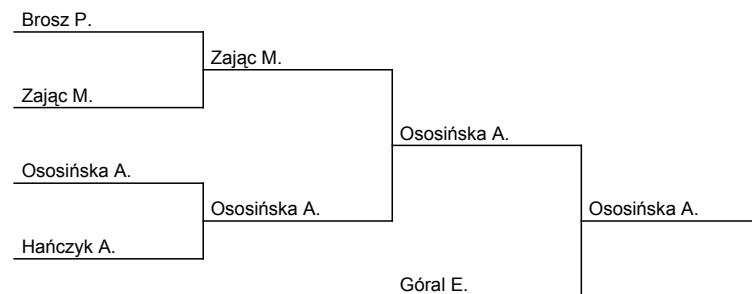 Brosz P.
Zając M.
Zając M.
Ososińska A.
Ososińska A.
Ososińska A.
Ososińska A.
Hańczyk A.
Góral E.